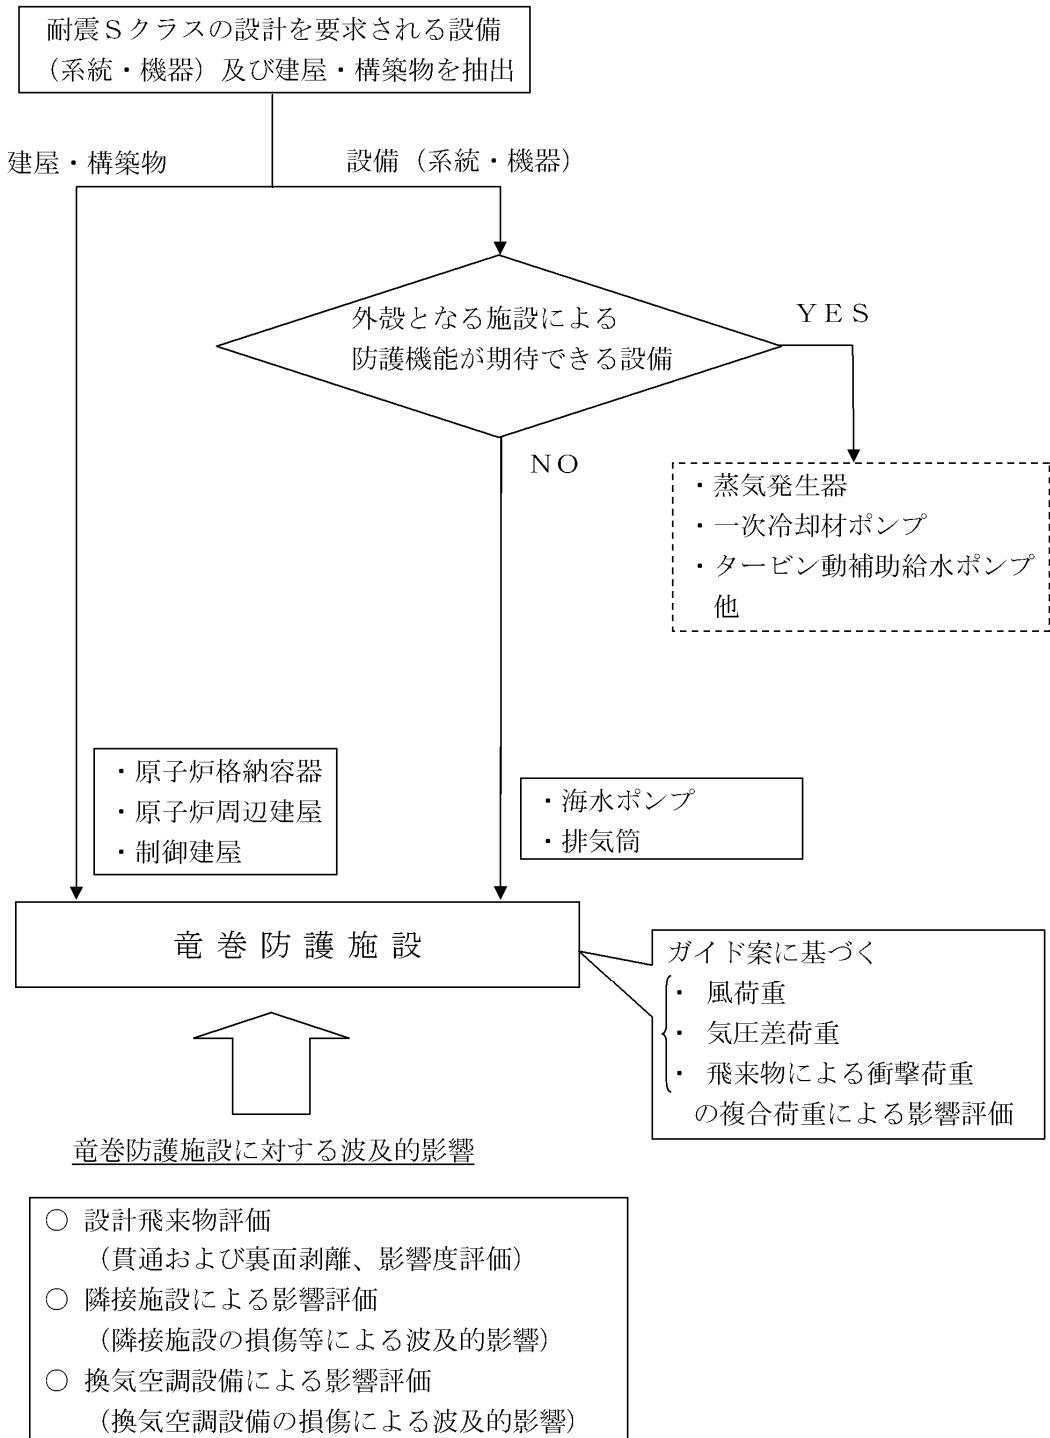 耐震Ｓクラスの設計を要求される設備
（系統・機器）及び建屋・構築物を抽出
建屋・構築物
設備（系統・機器）
外殻となる施設による
防護機能が期待できる設備
ＹＥＳ
ＮＯ
・蒸気発生器
・一次冷却材ポンプ
・タービン動補助給水ポンプ
他
・原子炉格納容器
・原子炉周辺建屋
・制御建屋
・海水ポンプ
・排気筒
竜巻防護施設
ガイド案に基づく
・ 風荷重
・ 気圧差荷重
・ 飛来物による衝撃荷重
の複合荷重による影響評価
竜巻防護施設に対する波及的影響
○ 設計飛来物評価
（貫通および裏面剥離、影響度評価）
○ 隣接施設による影響評価
（隣接施設の損傷等による波及的影響）
○ 換気空調設備による影響評価
（換気空調設備の損傷による波及的影響）